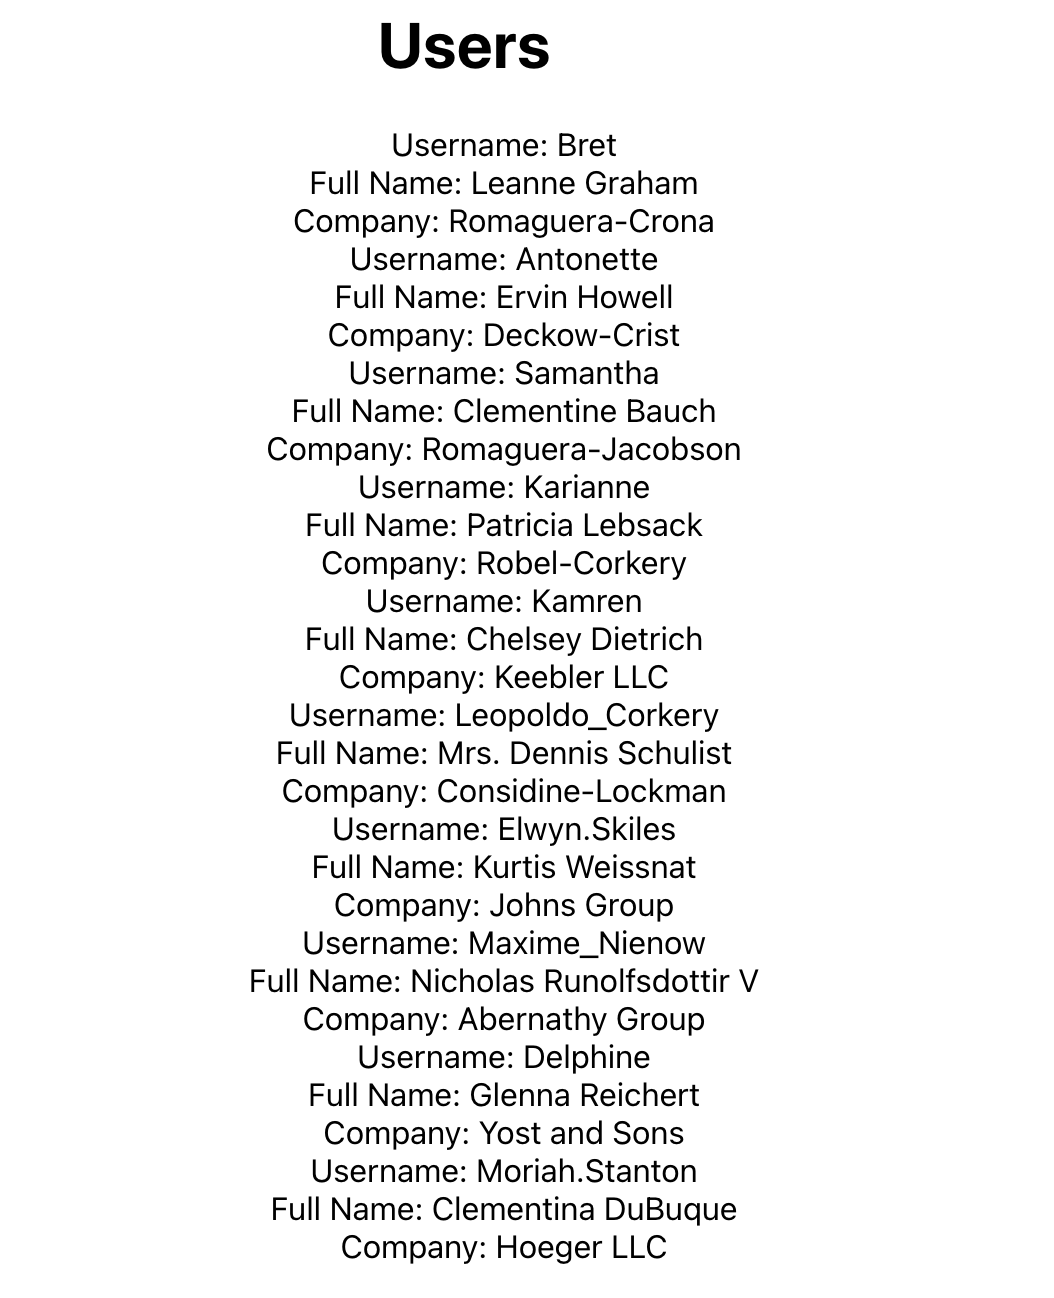 Users
Username: Bret
Full Name: Leanne Graham
Company: Romaguera-Crona
Username: Antonette
Full Name: Ervin Howell
Company: Deckow-Crist
Username: Samantha
Full Name: Clementine Bauch
Company: Romaguera-Jacobson
Username: Karianne
Full Name: Patricia Lebsack
Company: Robel-Corkery
Username: Kamren
Full Name: Chelsey Dietrich
Company: Keebler LLC
Username: Leopoldo_Corkery
Full Name: Mrs. Dennis Schulist
Company: Considine-Lockman
Username: Elwyn.Skiles
Full Name: Kurtis Weissnat
Company: Johns Group
Username: Maxime_Nienow
Full Name: Nicholas Runolfsdottir V
Company: Abernathy Group
Username: Delphine
Full Name: Glenna Reichert
Company: Yost and Sons
Username: Moriah.Stanton
Full Name: Clementina DuBuque
Company: Hoeger LLC